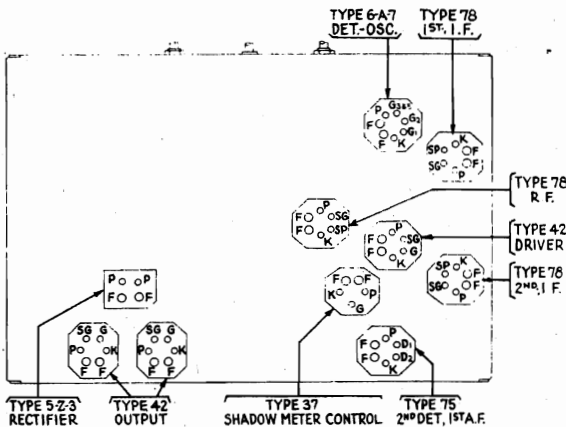 TYPE 6-A-7
DET.-OSC.
TYPE 78
1ST. I.F.
P G3&5
F G2
G1
F K
K
SP F
SG F
P
P
F SG
F SP
K
TYPE 78
R F.
P
F SG
F G
K
TYPE 42
DRIVER
K
SP F
SG F
P
TYPE 78
2ND. I F
F F
K P
G
P P
F F
SG G
P K
F F
SG G
P K
F F
P
F D1
F D2
K
TYPE 5-Z-3
RECTIFIER
TYPE 42
OUTPUT
TYPE 37
SHADOW METER CONTROL
TYPE 75
2ND DET, 1ST A.F.